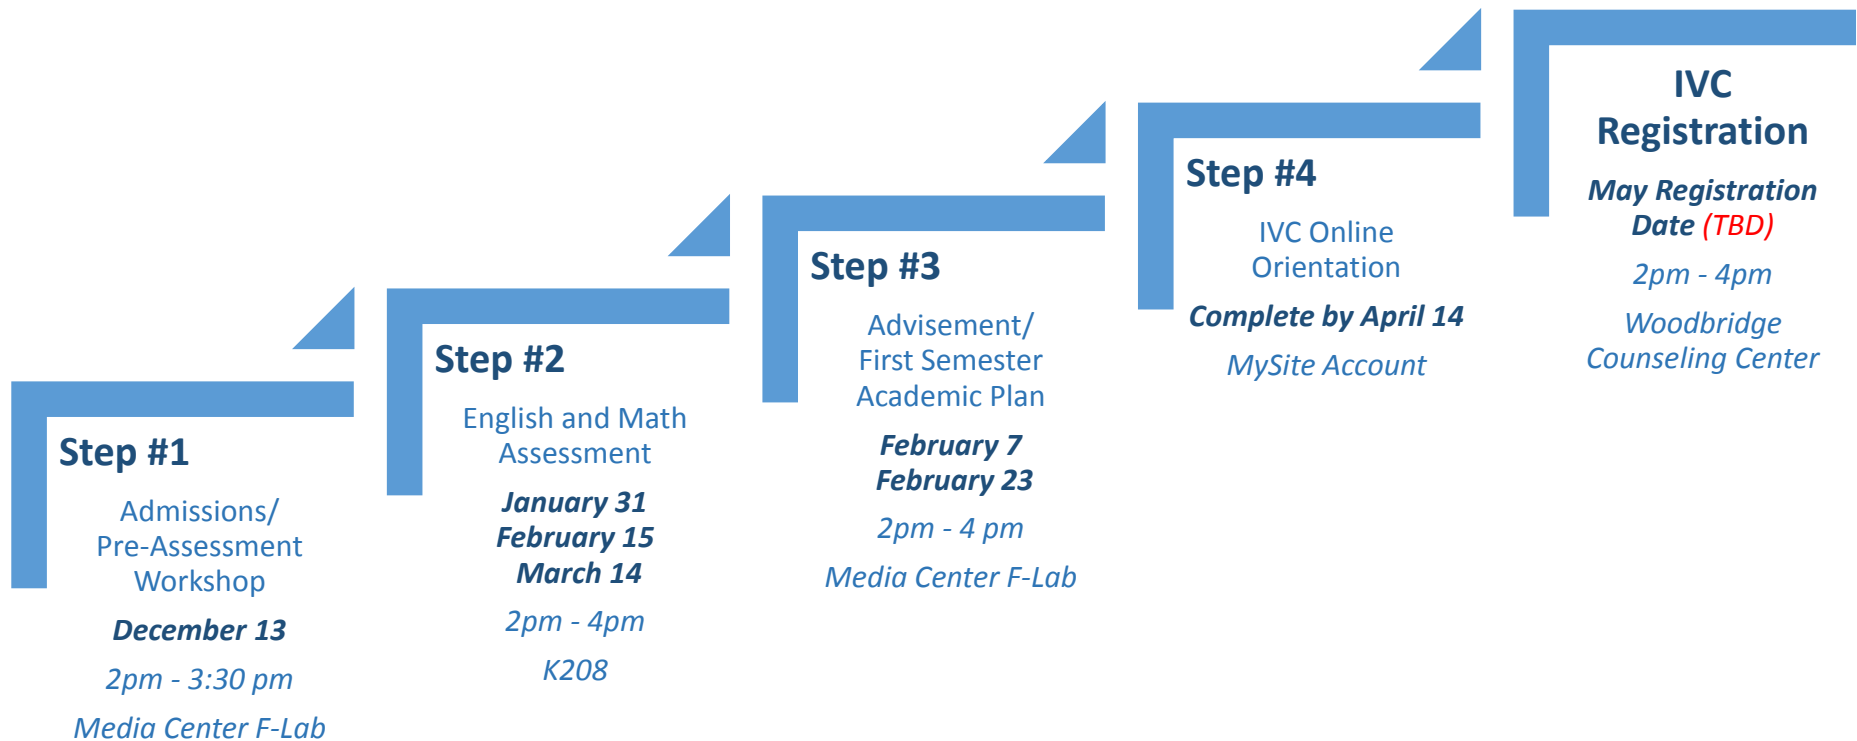 Step #1
Admissions/
Pre-Assessment
Workshop
December 13
2pm - 3:30 pm
Media Center F-Lab
Step #2
English and Math
Assessment
January 31
February 15
March 14
2pm - 4pm
K208
Step #3
Advisement/
First Semester
Academic Plan
February 7
February 23
2pm - 4 pm
Media Center F-Lab
Step #4
IVC Online
Orientation
Complete by April 14
MySite Account
IVC
Registration
May Registration
Date (TBD)
2pm - 4pm
Woodbridge
Counseling Center